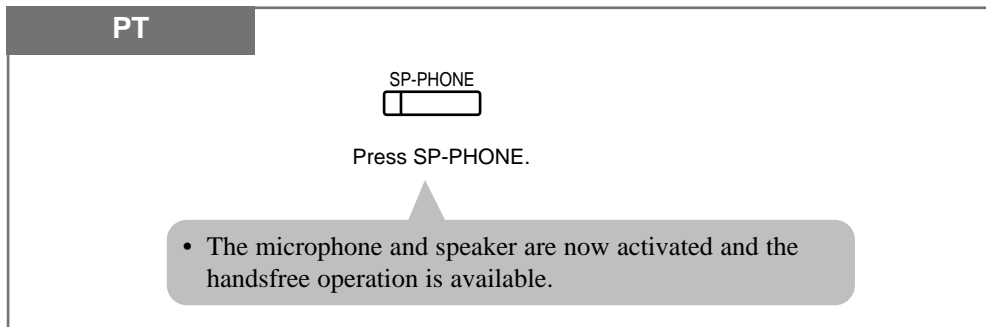 PT
SP-PHONE
Press SP-PHONE.
• The microphone and speaker are now activated and the
handsfree operation is available.